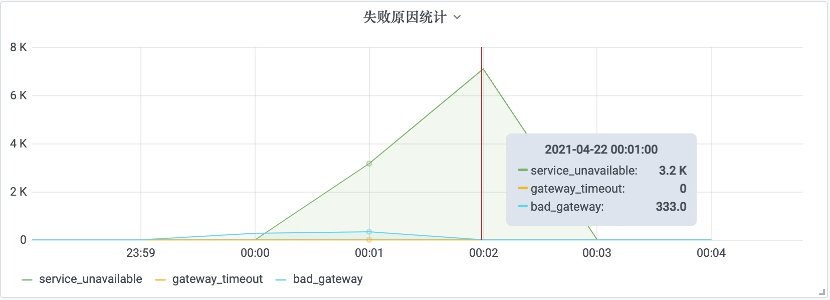 失败原因统计
8 K
6 K
4 K
2 K
0
23:59 00:00 00:01 00:02 00:03 00:04
2021-04-22 00:01:00
service_unavailable: 3.2 K
gateway_timeout: 0
bad_gateway: 333.0
service_unavailable gateway_timeout bad_gateway